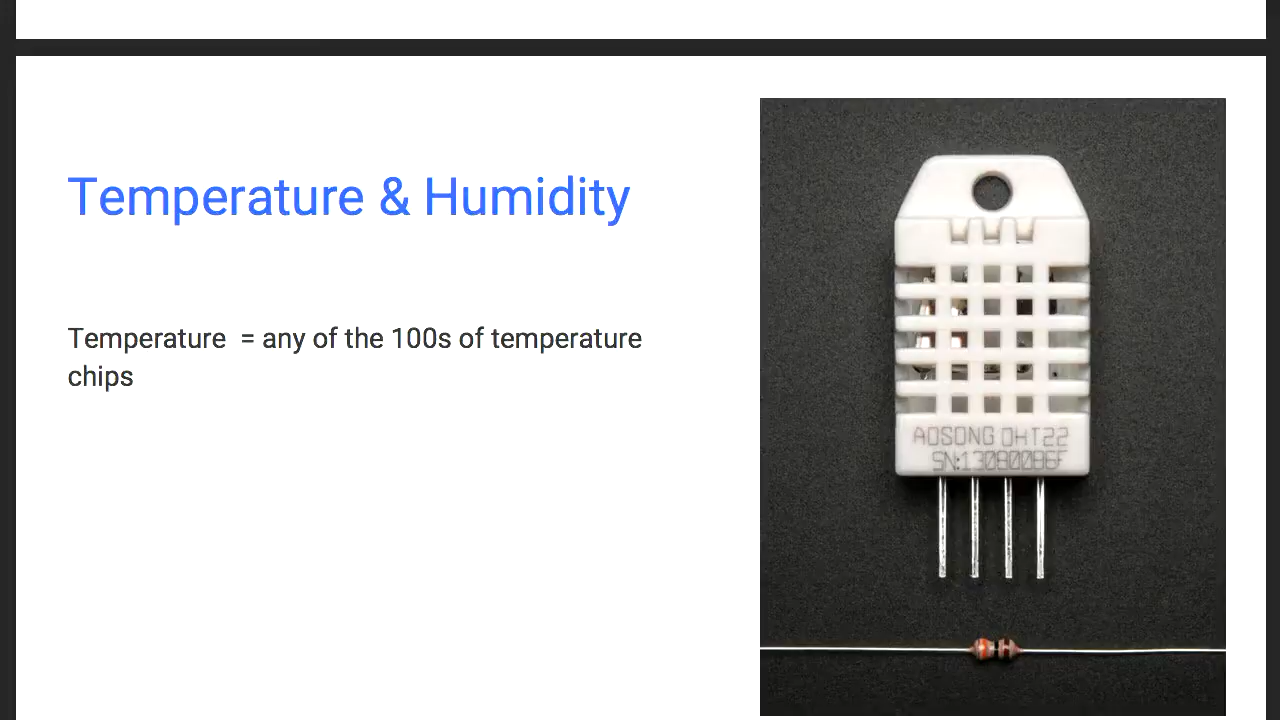 Temperature & Humidity
Temperature  = any of the 100s of temperature
chips
AOSONG DHT22
SN:13080086F